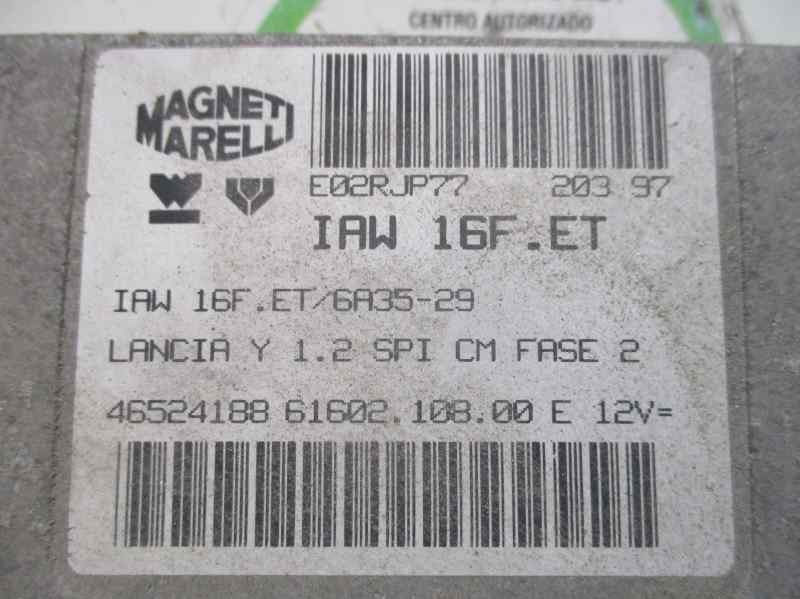 CENTRO AUTORIZADO
MAGNETI
MARELLI
E02RJP77 203 97
IAW 16F.ET
IAW 16F.ET/6A35-29
LANCIA Y 1.2 SPI CM FASE 2
46524188 61602.108.00 E 12V=